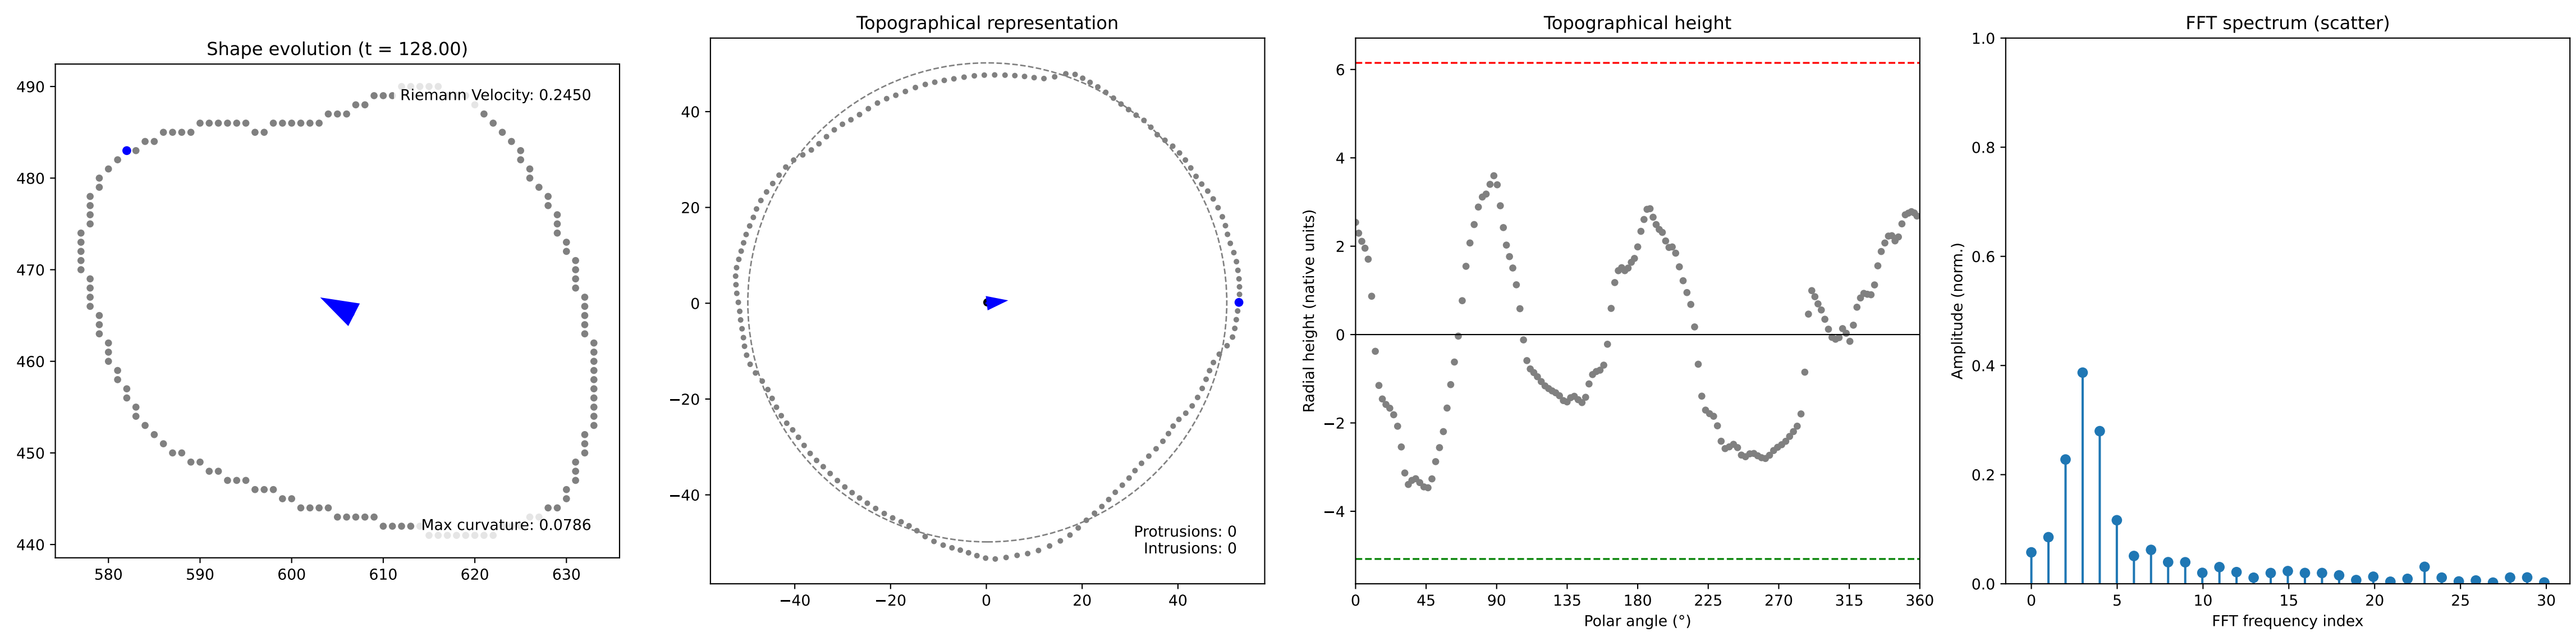 Shape evolution (t = 128.00)
Riemann Velocity: 0.2450
Max curvature: 0.0786
490
480
470
460
450
440
580 590 600 610 620 630
Topographical representation
40
20
0
−20
−40
−40 −20 0 20 40
Protrusions: 0
Intrusions: 0
Topographical height
Radial height (native units)
6
4
2
0
−2
−4
0 45 90 135 180 225 270 315 360
Polar angle (°)
FFT spectrum (scatter)
Amplitude (norm.)
1.0
0.8
0.6
0.4
0.2
0.0
0 5 10 15 20 25 30
FFT frequency index